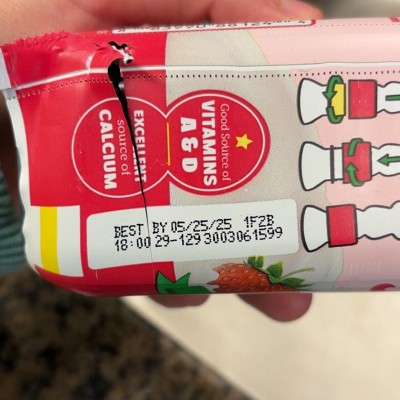 Good Source of
VITAMINS
A & D
EXCELLENT
source of
CALCIUM
BEST BY 05/25/25 1F2B
18:00 29-129 3003061599